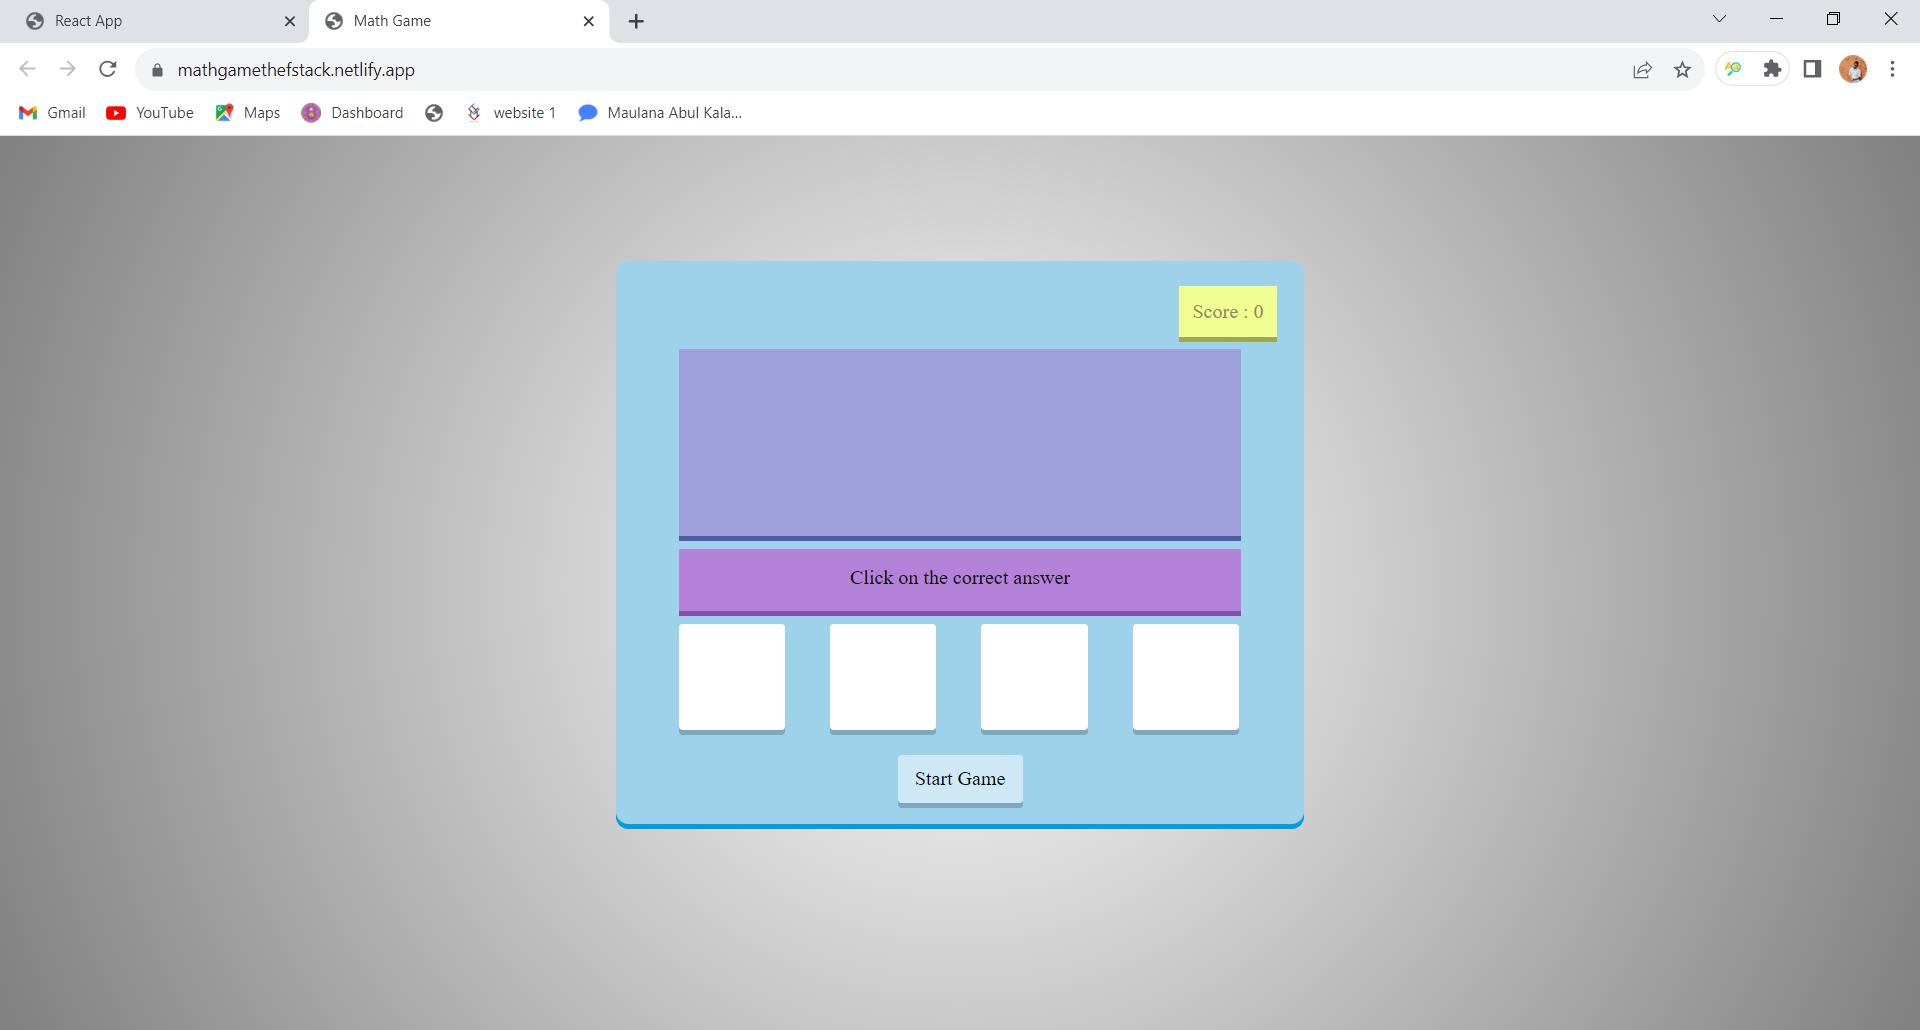 React App
Math Game
mathgamethefstack.netlify.app
Gmail
YouTube
Maps
Dashboard
website 1
Maulana Abul Kala...
Score : 0
Click on the correct answer
Start Game